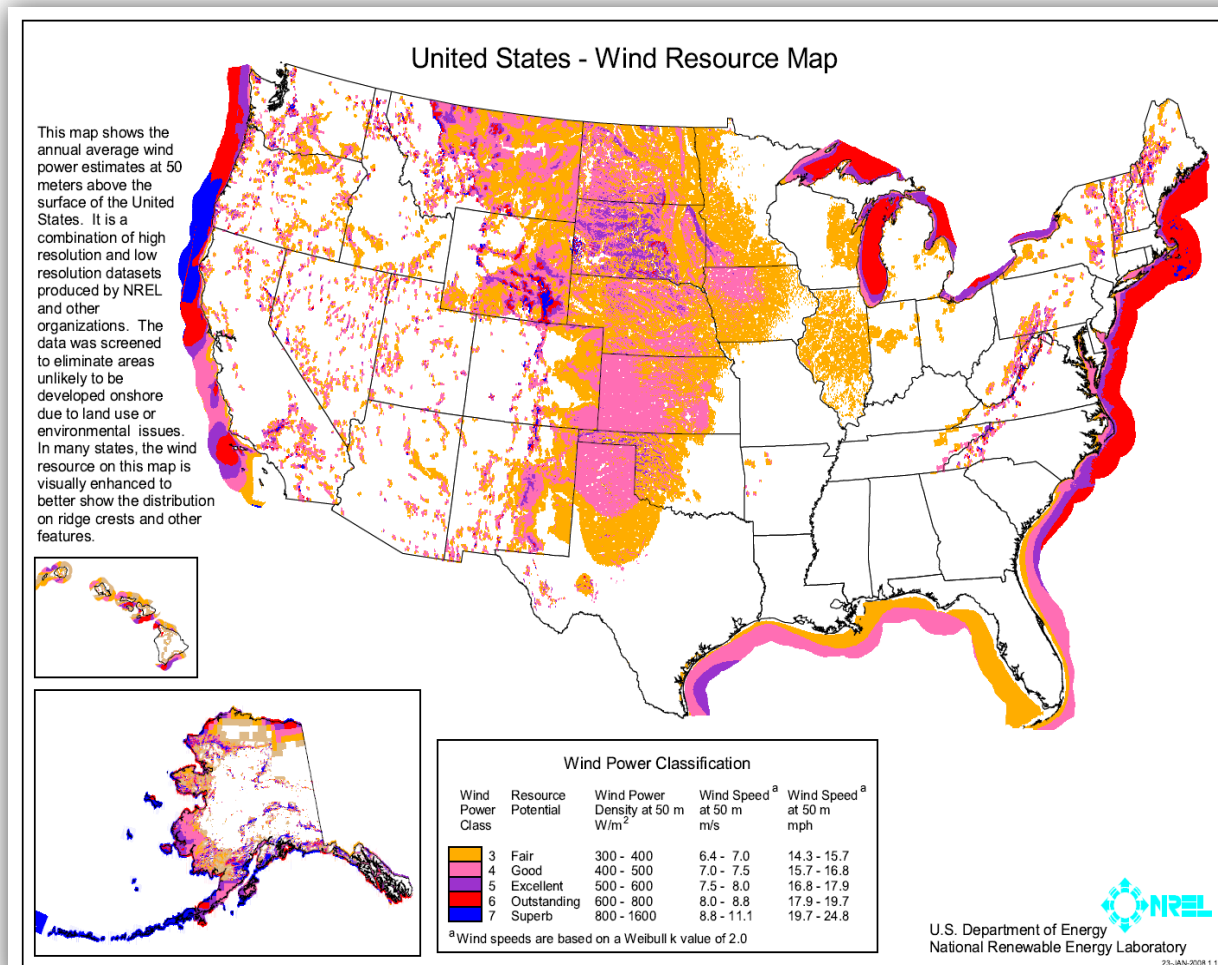 United States - Wind Resource Map
This map shows the
annual average wind
power estimates at 50
meters above the
surface of the United
States. It is a
combination of high
resolution and low
resolution datasets
produced by NREL
and other
organizations. The
data was screened
to eliminate areas
unlikely to be
developed onshore
due to land use or
environmental issues.
In many states, the wind
resource on this map is
visually enhanced to
better show the distribution
on ridge crests and other
features.
Wind Power Classification
Wind Power Class Resource Potential Wind Power Density at 50 m W/m2 Wind Speed a at 50 m m/s Wind Speed a at 50 m mph
3 Fair 300 - 400 6.4 - 7.0 14.3 - 15.7
4 Good 400 - 500 7.0 - 7.5 15.7 - 16.8
5 Excellent 500 - 600 7.5 - 8.0 16.8 - 17.9
6 Outstanding 600 - 800 8.0 - 8.8 17.9 - 19.7
7 Superb 800 - 1600 8.8 - 11.1 19.7 - 24.8
a Wind speeds are based on a Weibull k value of 2.0
NREL
U.S. Department of Energy
National Renewable Energy Laboratory
23-JAN-2008 1.1